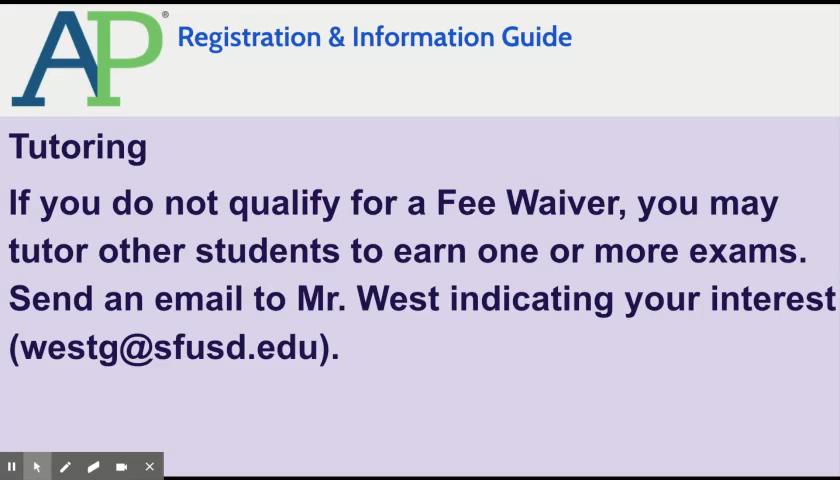 AP® Registration & Information Guide
Tutoring
If you do not qualify for a Fee Waiver, you may
tutor other students to earn one or more exams.
Send an email to Mr. West indicating your interest
(westg@sfusd.edu).